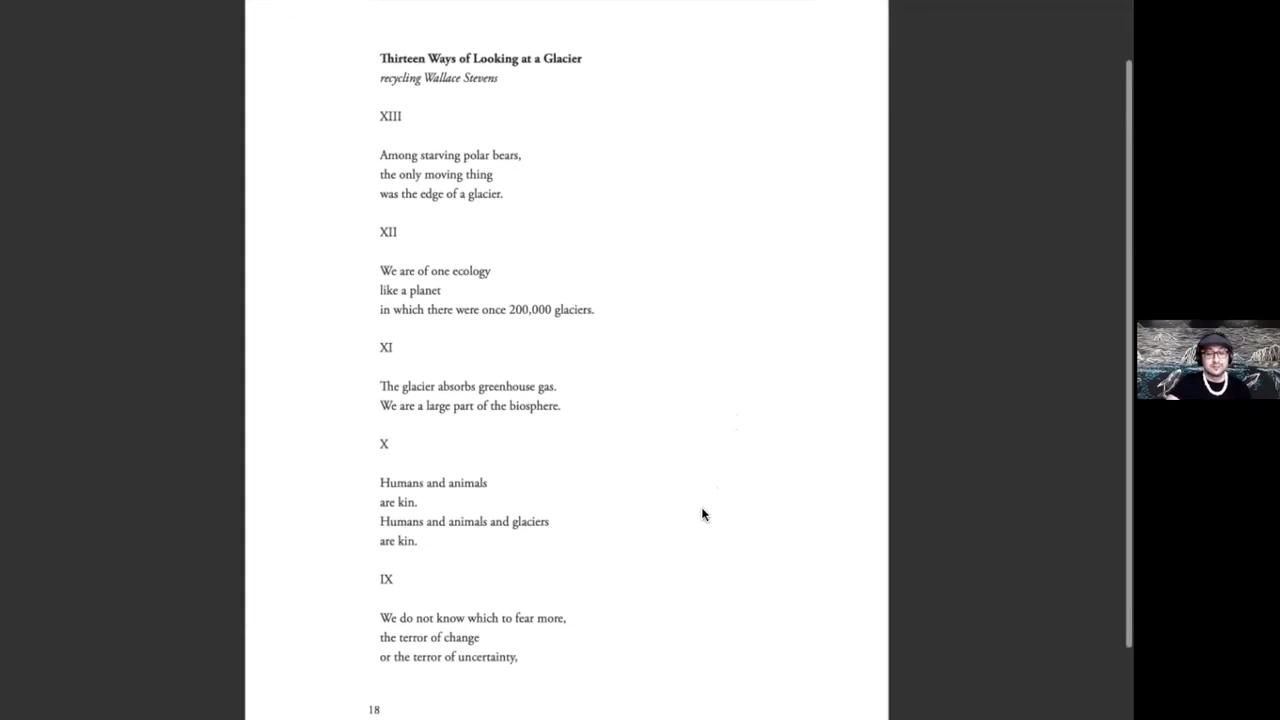 Thirteen Ways of Looking at a Glacier
recycling Wallace Stevens
XIII
Among starving polar bears,
the only moving thing
was the edge of a glacier.
XII
We are of one ecology
like a planet
in which there were once 200,000 glaciers.
XI
The glacier absorbs greenhouse gas.
We are a large part of the biosphere.
X
Humans and animals
are kin.
Humans and animals and glaciers
are kin.
IX
We do not know which to fear more,
the terror of change
or the terror of uncertainty,
18